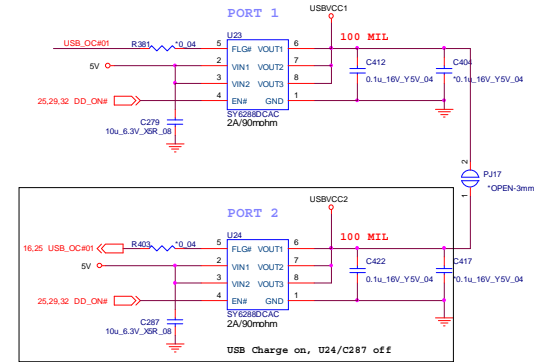 PORT 1
USBVCC1
U23
USB_OC#01 R381 *0_04 5 FLG# VOUT1 6 100 MIL
5V 2 VIN1 VOUT2 7
C412 C404
3 VIN2 VOUT3 8
0.1u_16V_Y5V_04 *0.1u_16V_Y5V_04
25,29,32 DD_ON# 4 EN# GND 1
SY6288DCAC
C279 2A/90mohm
10u_6.3V_X5R_08
2
PJ17
*OPEN-3mm
1
USBVCC2
PORT 2
U24
16,25 USB_OC#01 R403 *0_04 5 FLG# VOUT1 6 100 MIL
5V 2 VIN1 VOUT2 7
C422 C417
3 VIN2 VOUT3 8
0.1u_16V_Y5V_04 *0.1u_16V_Y5V_04
25,29,32 DD_ON# 4 EN# GND 1
SY6288DCAC
C287 2A/90mohm
10u_6.3V_X5R_08
USB Charge on, U24/C287 off